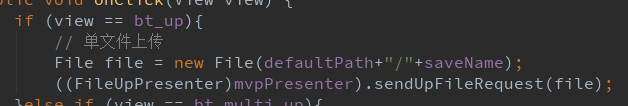 public void onClick(View view) {
if (view == bt_up){
// 单文件上传
File file = new File(defaultPath+"/"+saveName);
((FileUpPresenter)mvpPresenter).sendUpFileRequest(file);
}else if (view == bt_multi_up){